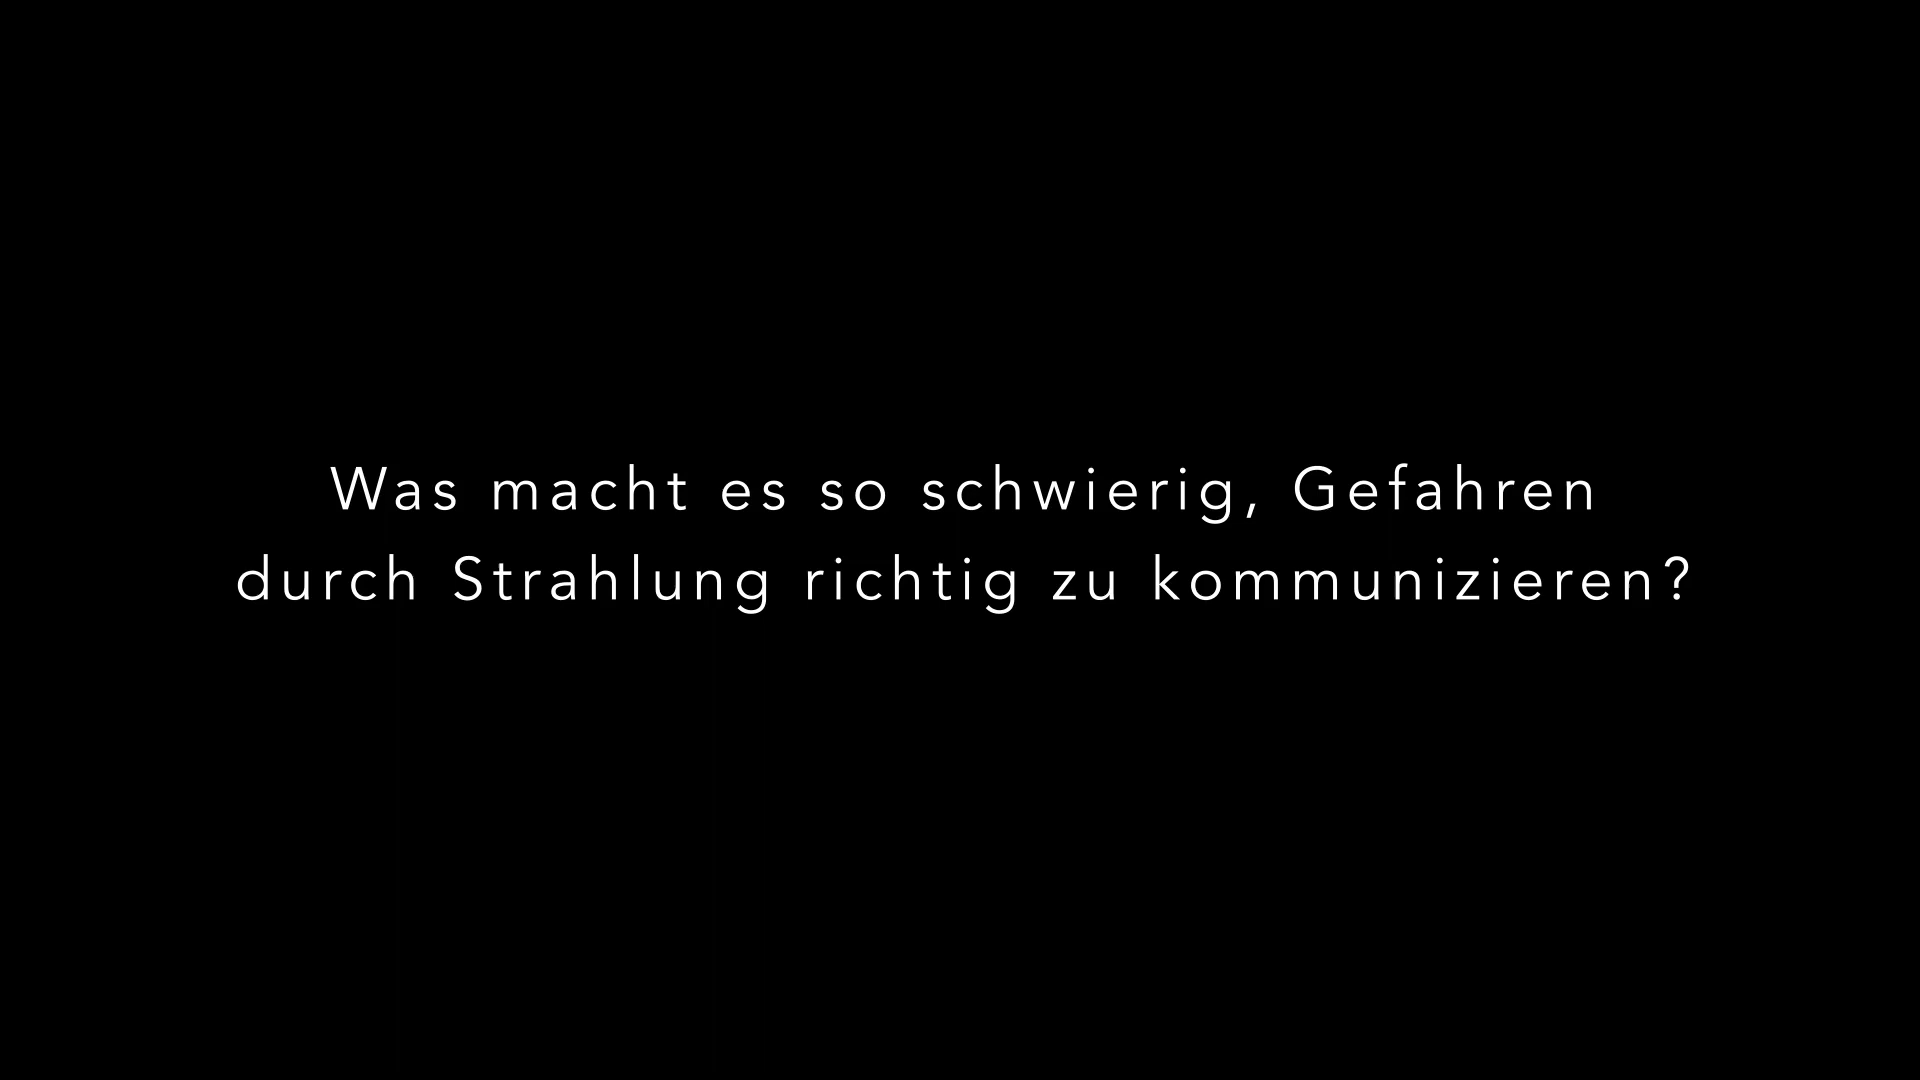 Was macht es so schwierig, Gefahren
durch Strahlung richtig zu kommunizieren?